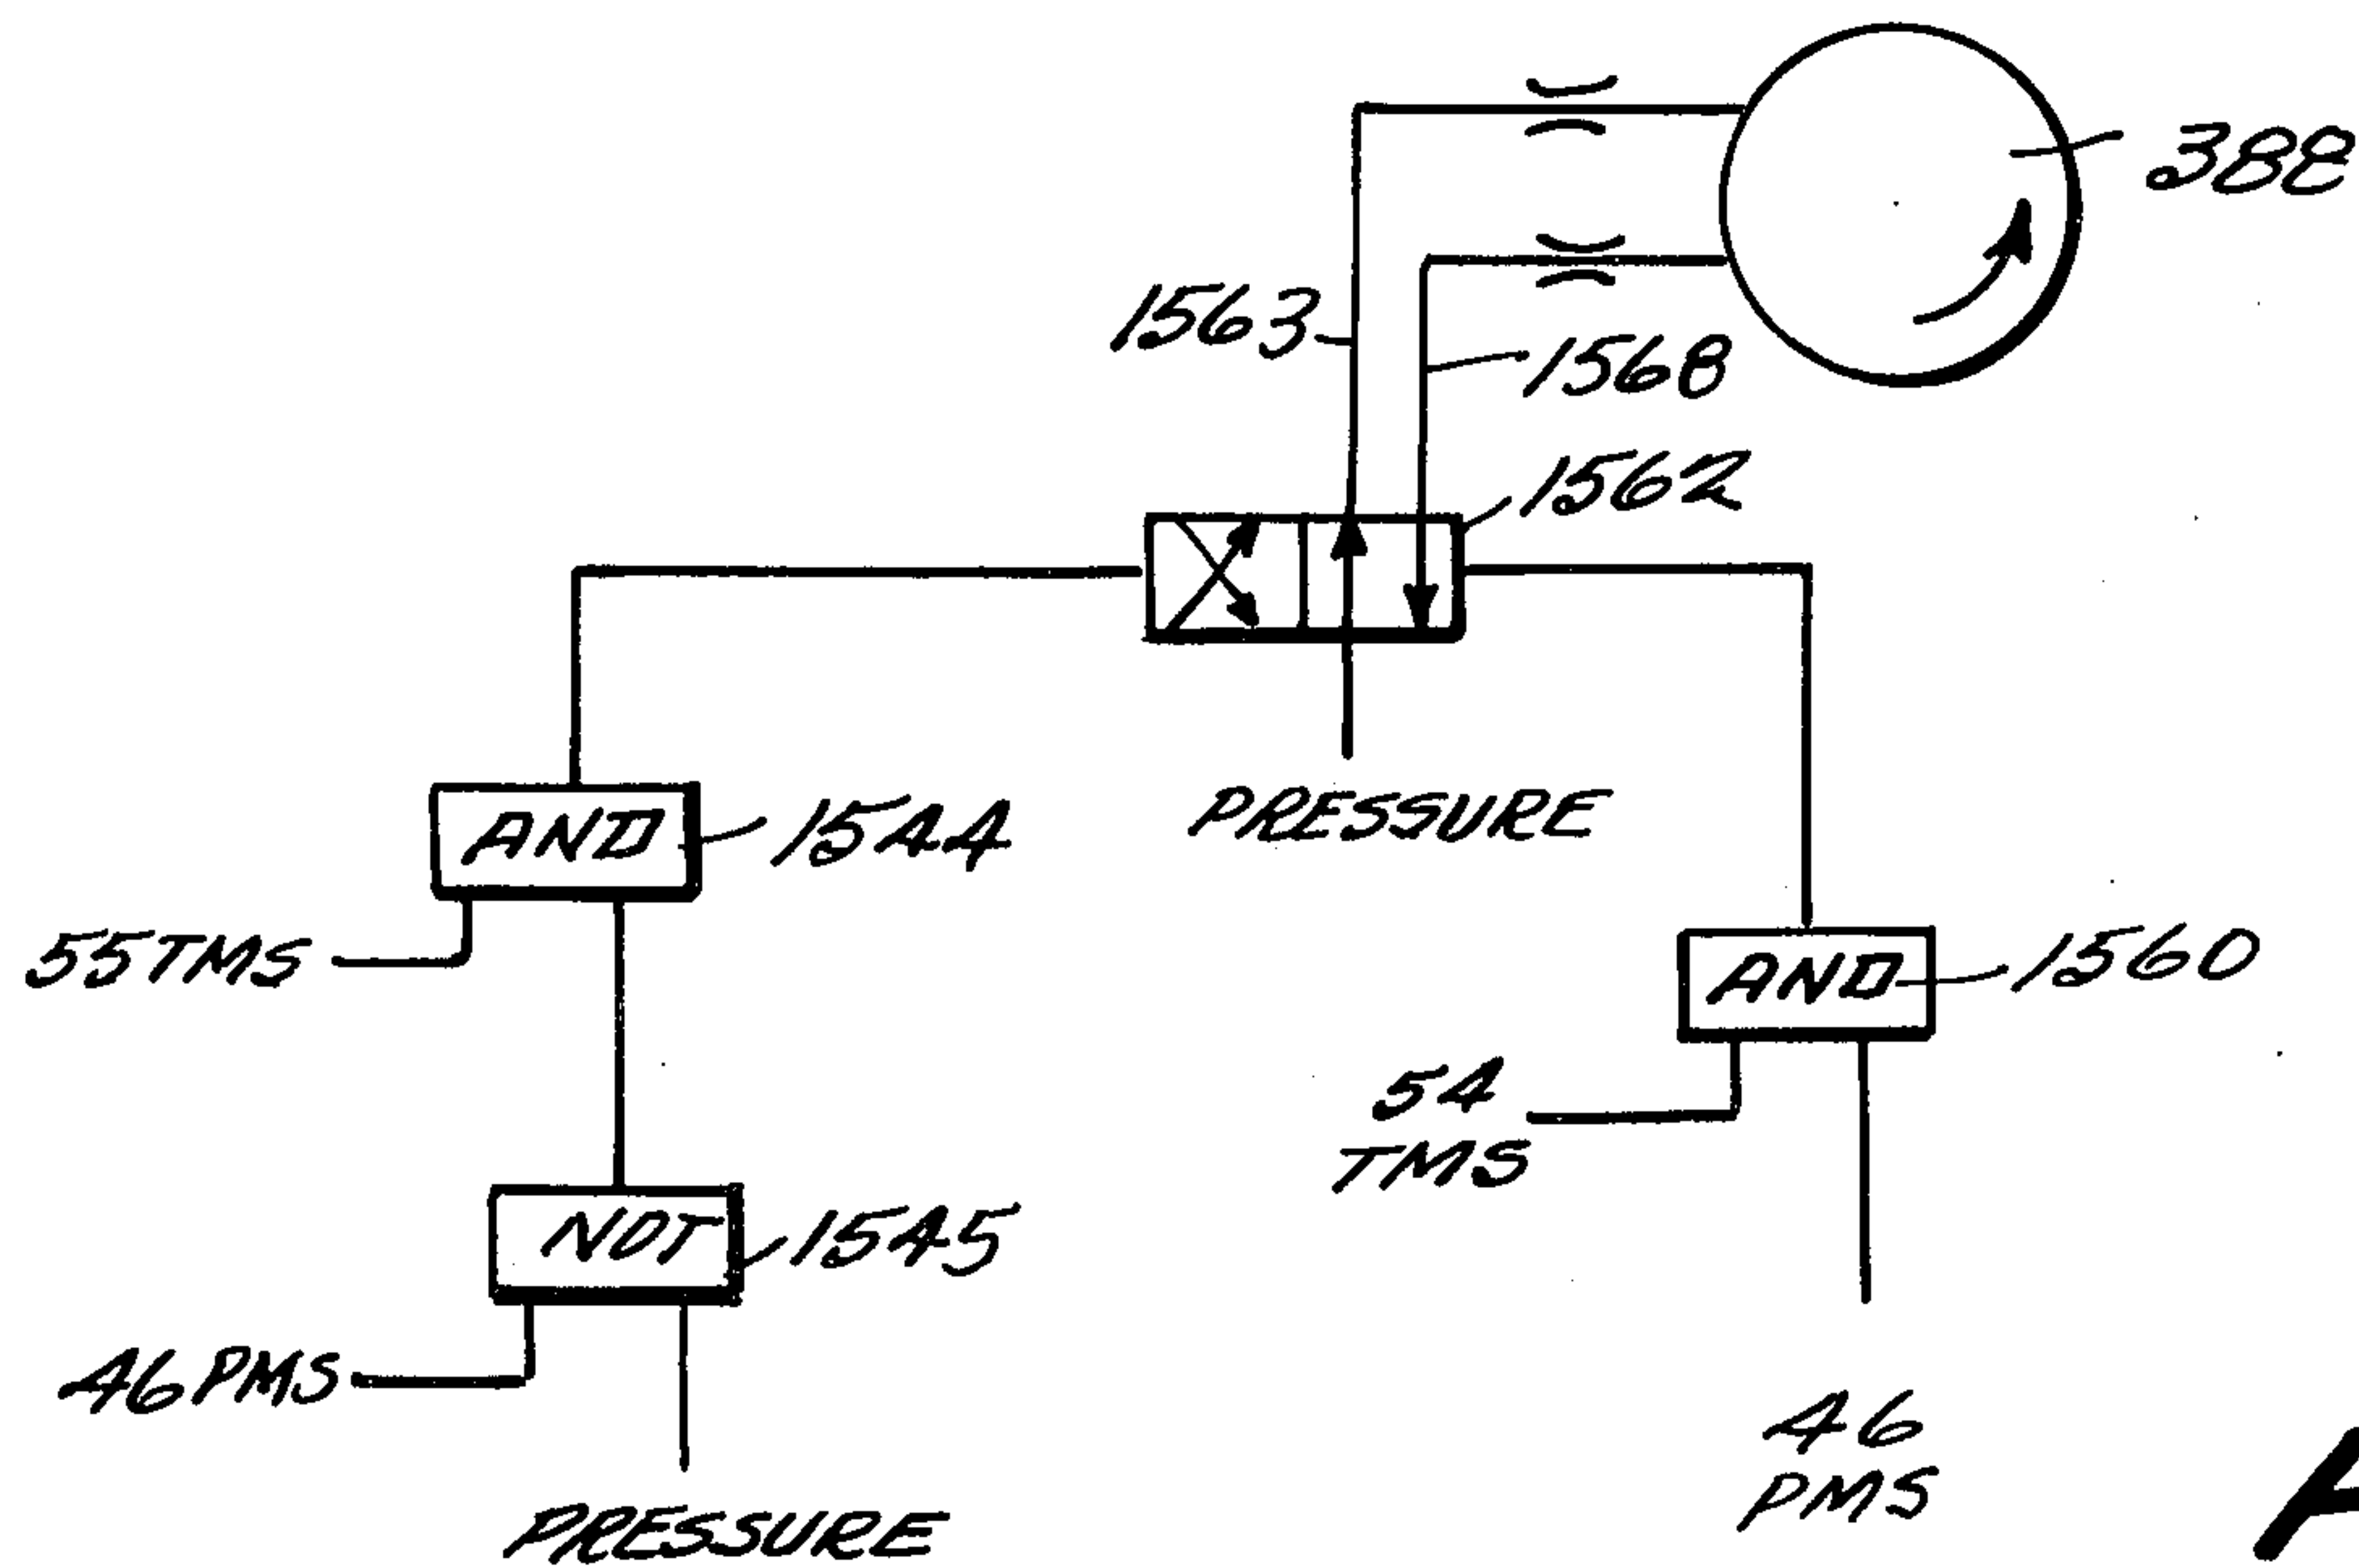 388
1563
1568
1562
PRESSURE
AND
1544
55TMS
AND
1560
54
TMS
NOT
1545
46PMS
46
PMS
PRESSURE